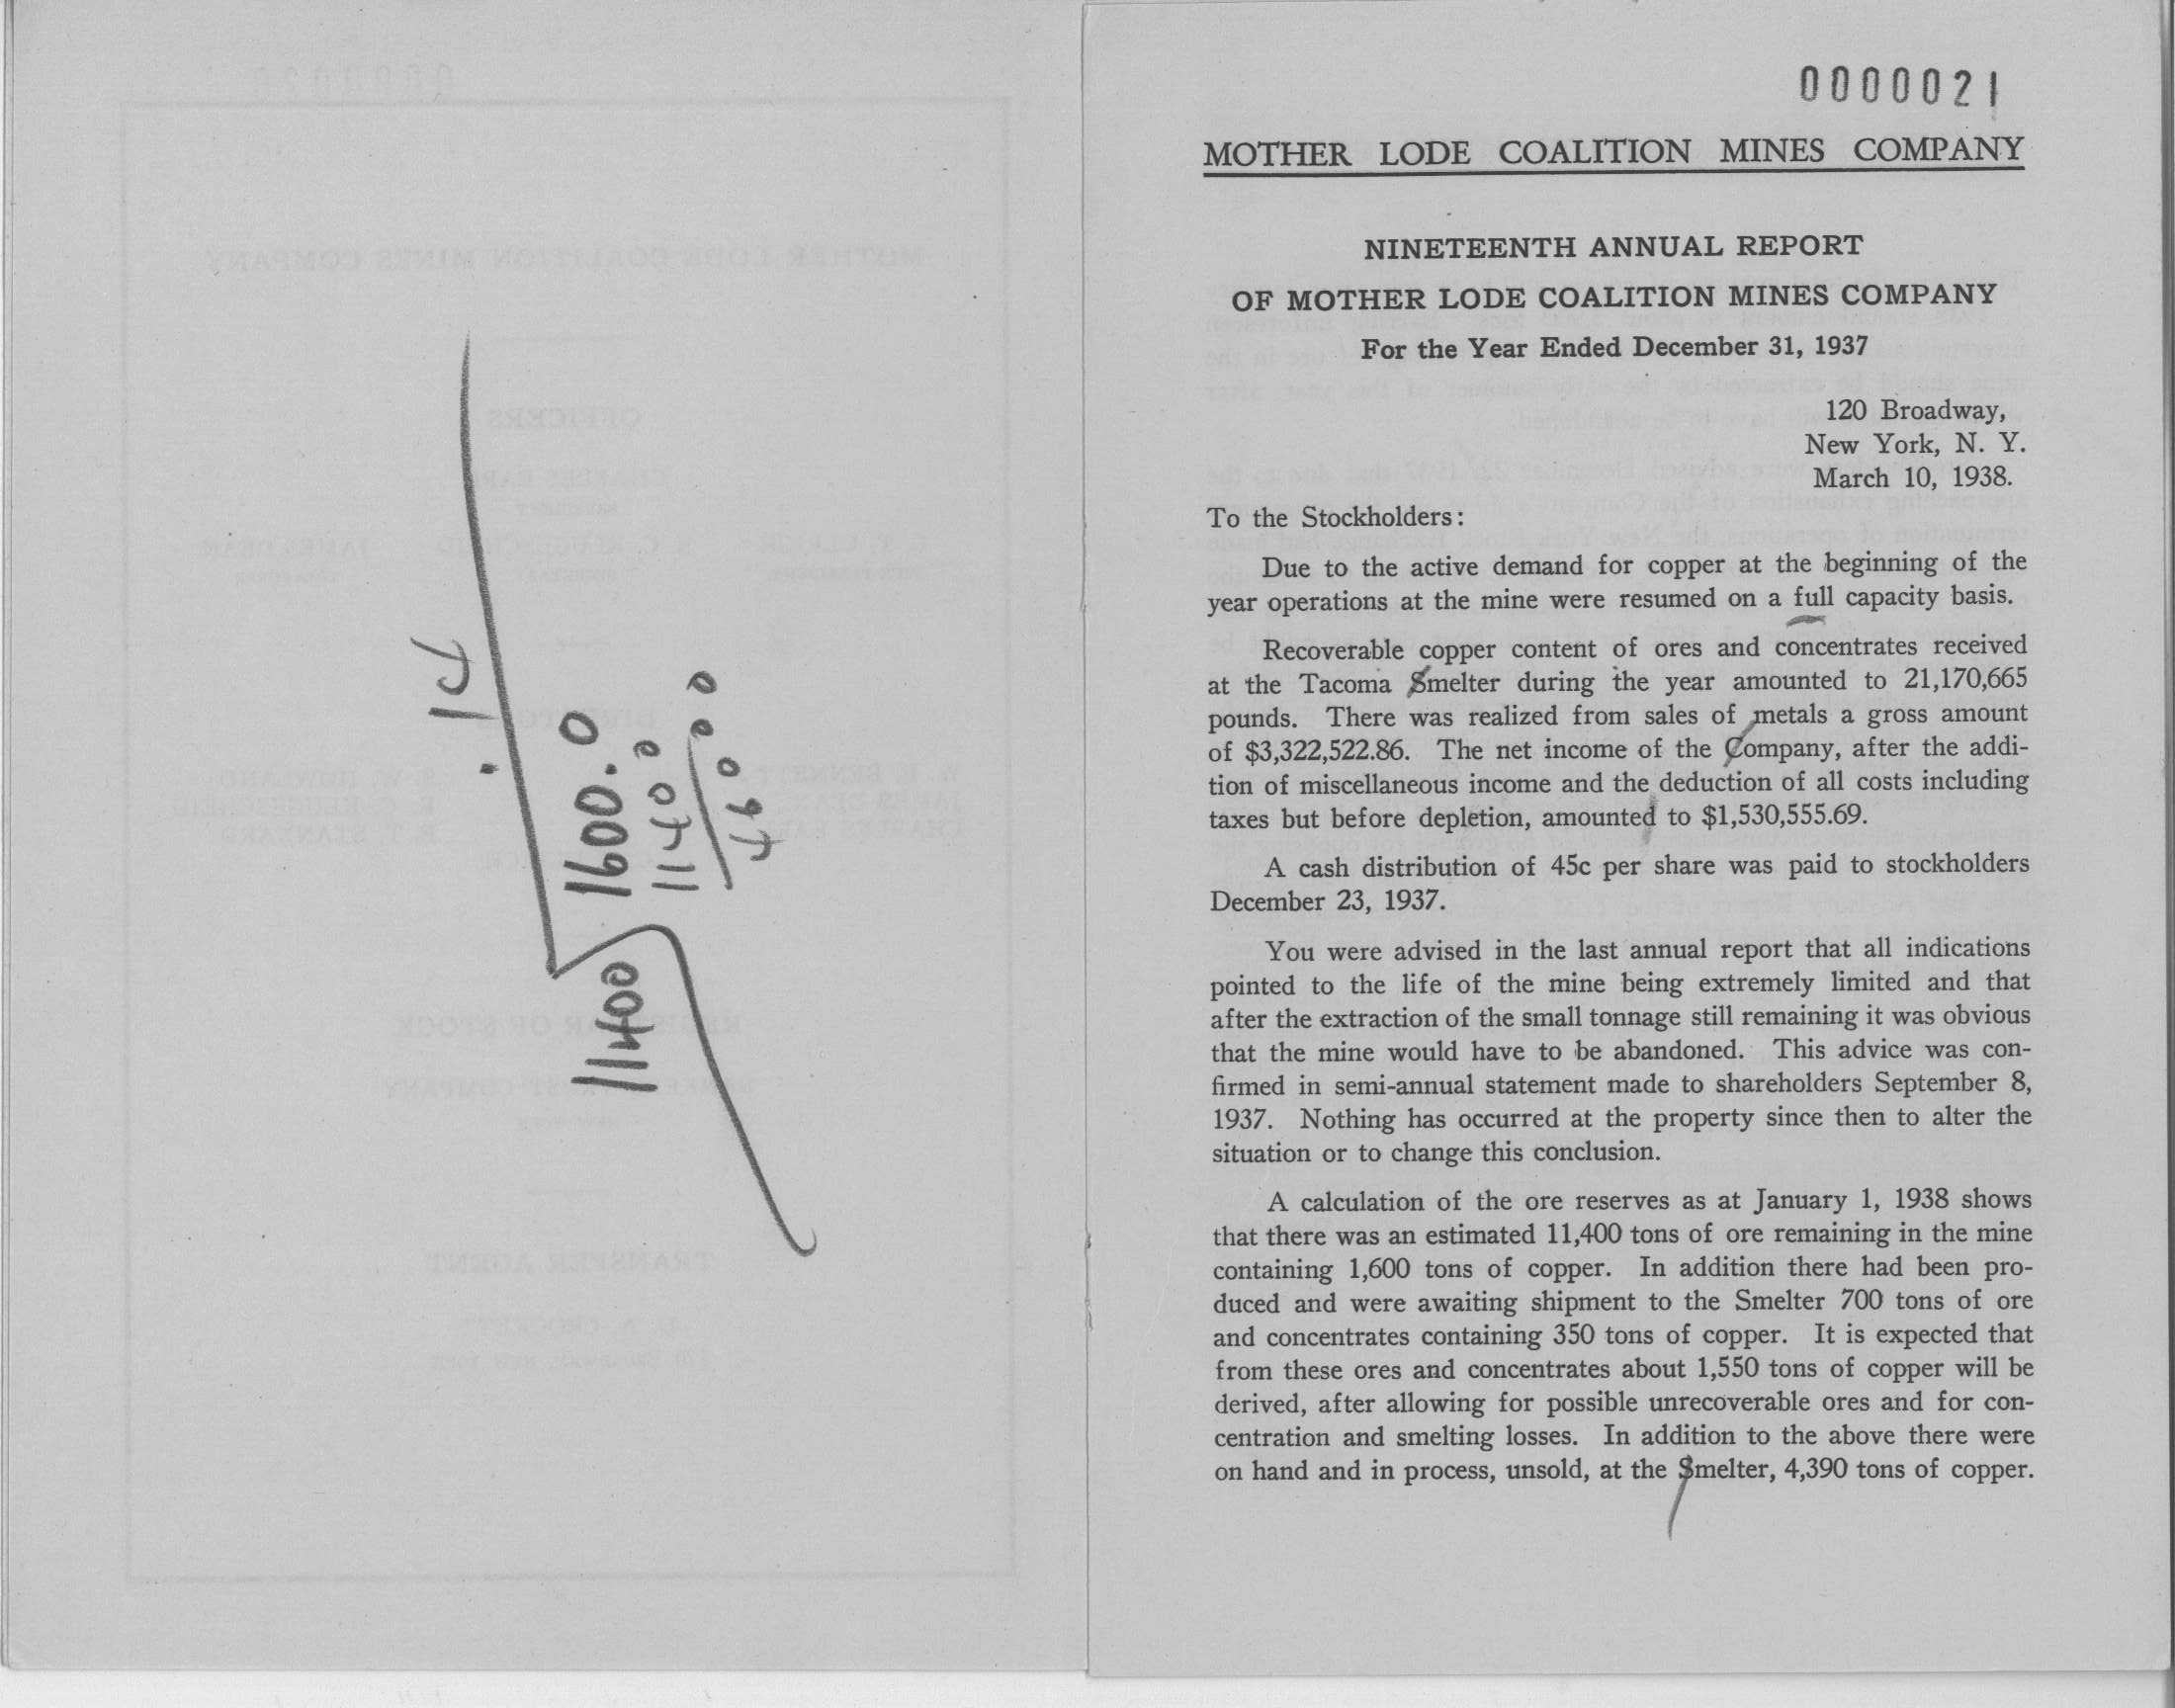 .14
11400 1600.0
11400
46000
0000021
MOTHER LODE COALITION MINES COMPANY
NINETEENTH ANNUAL REPORT
OF MOTHER LODE COALITION MINES COMPANY
For the Year Ended December 31, 1937
120 Broadway,
New York, N. Y.
March 10, 1938.
To the Stockholders:
Due to the active demand for copper at the beginning of the
year operations at the mine were resumed on a full capacity basis.
Recoverable copper content of ores and concentrates received
at the Tacoma Smelter during the year amounted to 21,170,665
pounds. There was realized from sales of metals a gross amount
of $3,322,522.86. The net income of the Company, after the addi-
tion of miscellaneous income and the deduction of all costs including
taxes but before depletion, amounted to $1,530,555.69.
A cash distribution of 45c per share was paid to stockholders
December 23, 1937.
You were advised in the last annual report that all indications
pointed to the life of the mine being extremely limited and that
after the extraction of the small tonnage still remaining it was obvious
that the mine would have to be abandoned. This advice was con-
firmed in semi-annual statement made to shareholders September 8,
1937. Nothing has occurred at the property since then to alter the
situation or to change this conclusion.
A calculation of the ore reserves as at January 1, 1938 shows
that there was an estimated 11,400 tons of ore remaining in the mine
containing 1,600 tons of copper. In addition there had been pro-
duced and were awaiting shipment to the Smelter 700 tons of ore
and concentrates containing 350 tons of copper. It is expected that
from these ores and concentrates about 1,550 tons of copper will be
derived, after allowing for possible unrecoverable ores and for con-
centration and smelting losses. In addition to the above there were
on hand and in process, unsold, at the Smelter, 4,390 tons of copper.